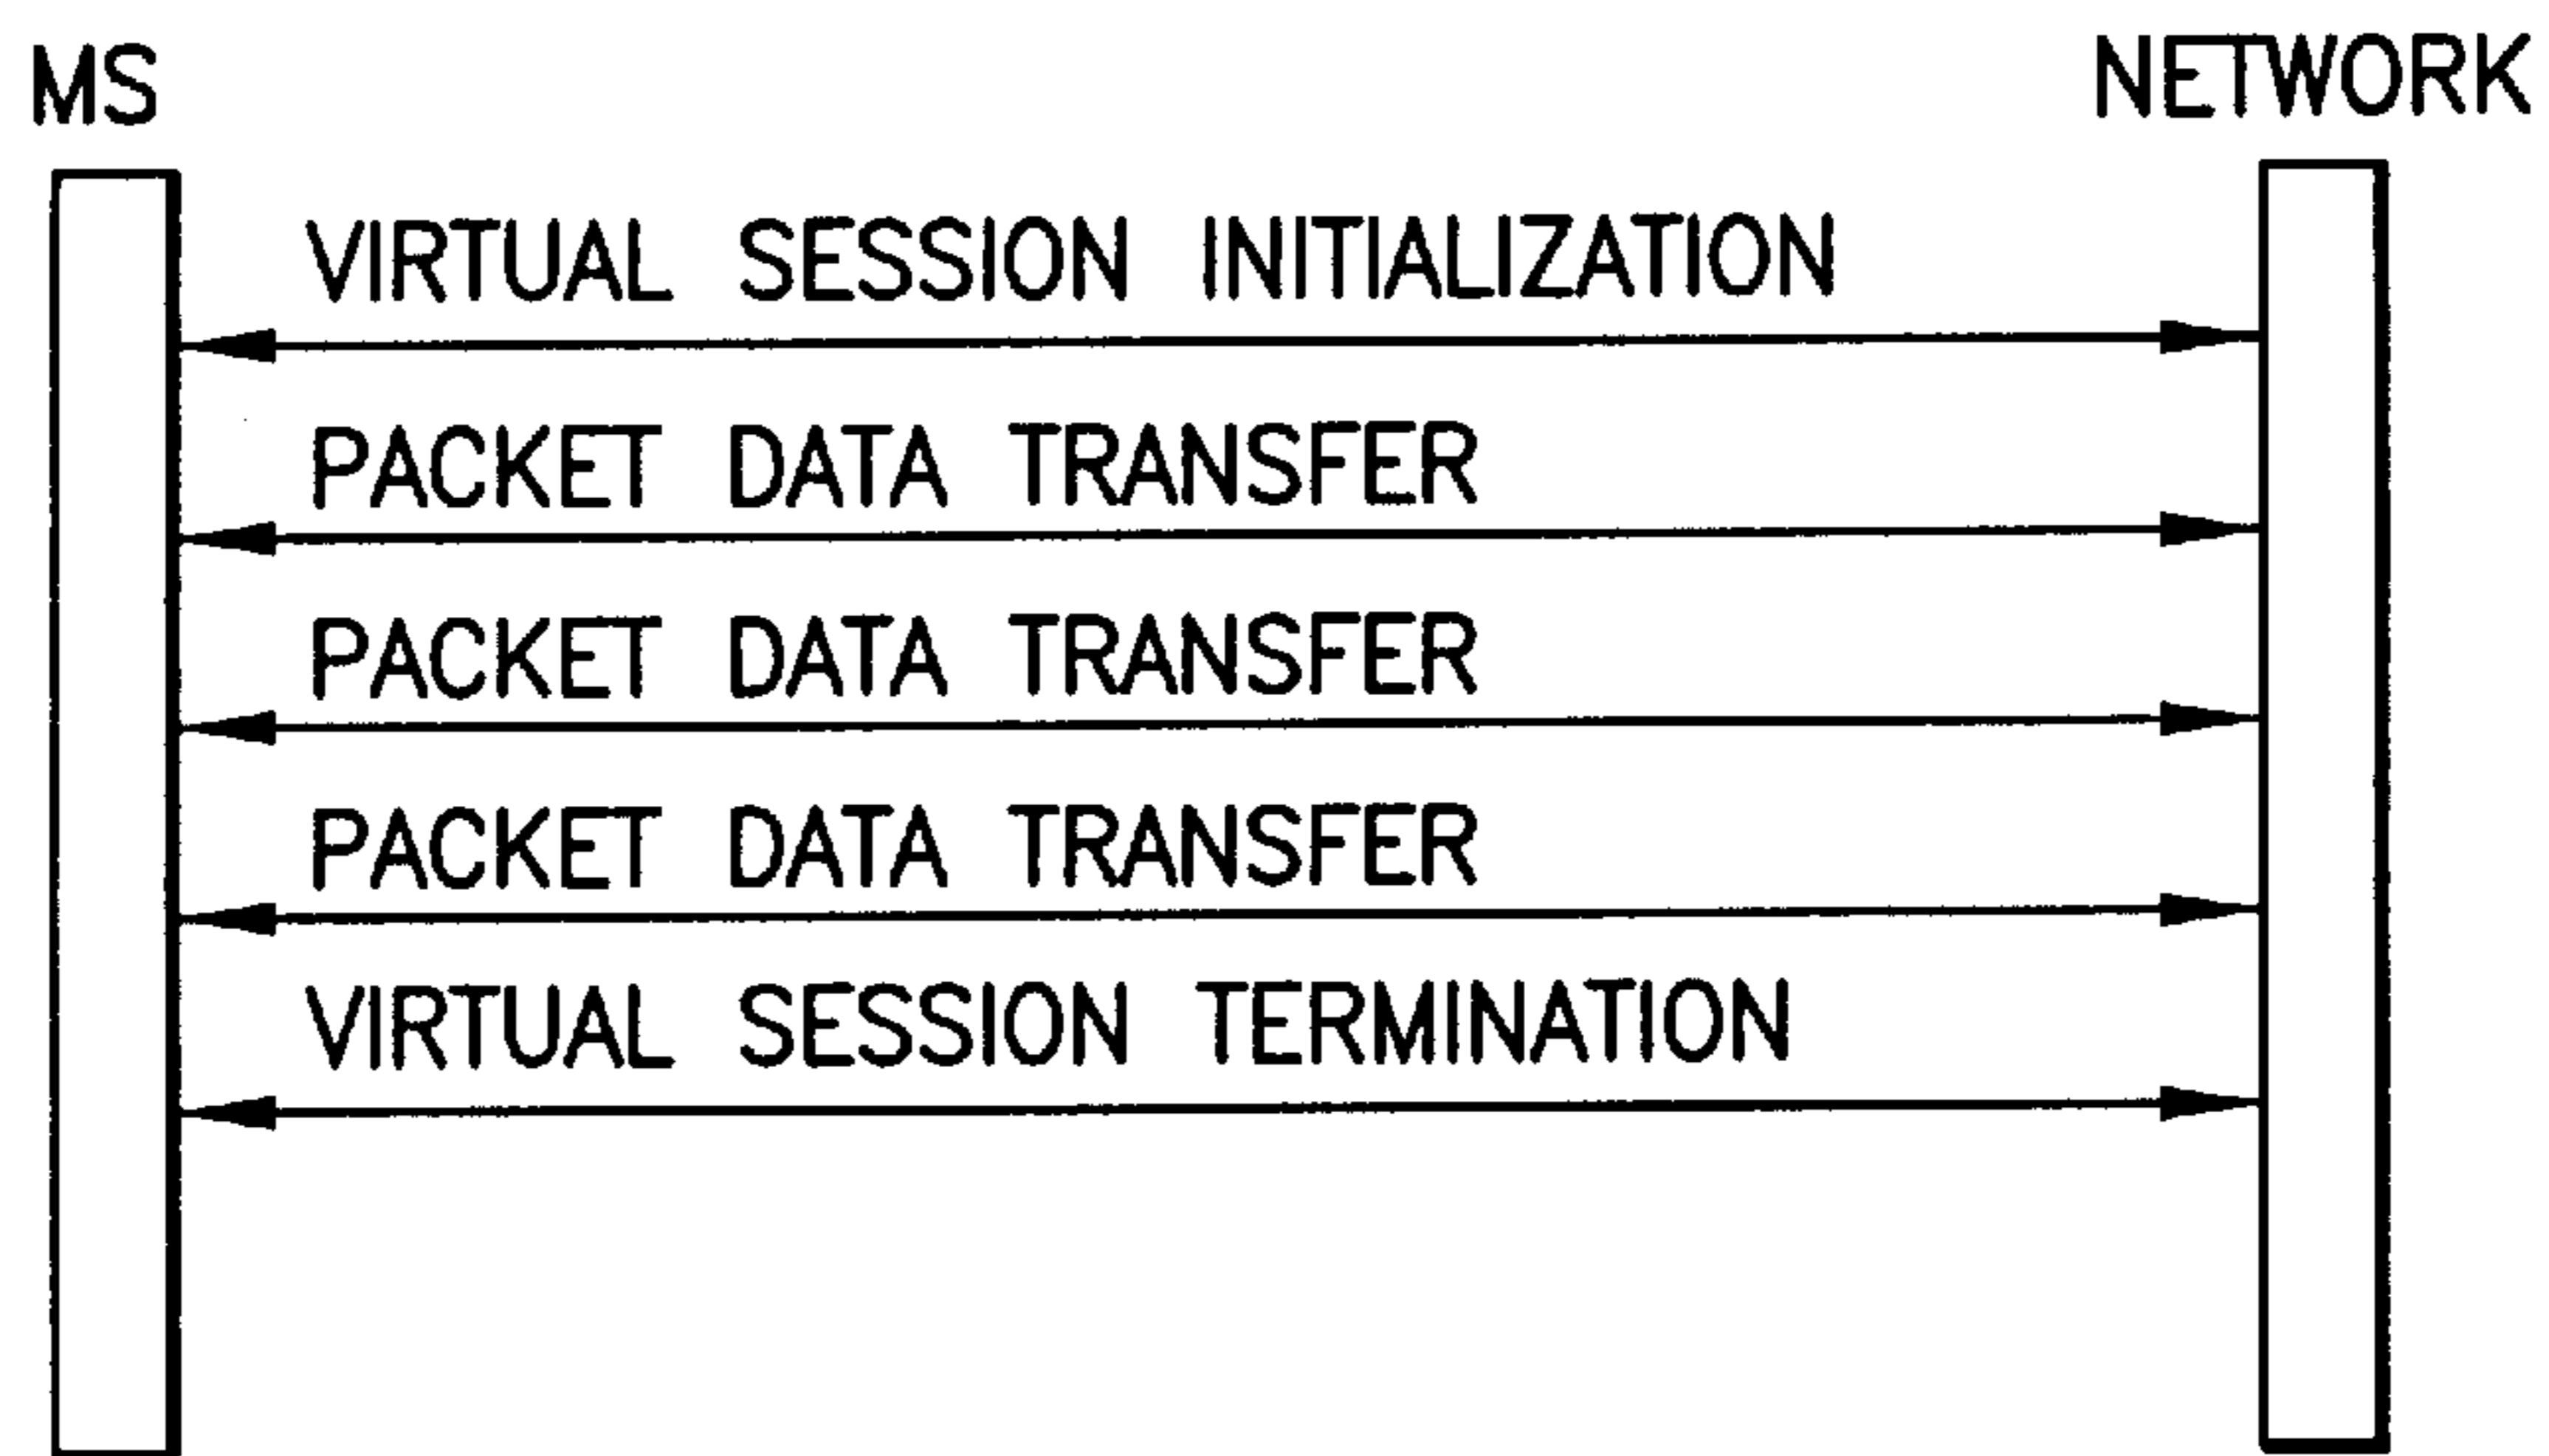 MS NETWORK
VIRTUAL SESSION INITIALIZATION
PACKET DATA TRANSFER
PACKET DATA TRANSFER
PACKET DATA TRANSFER
VIRTUAL SESSION TERMINATION